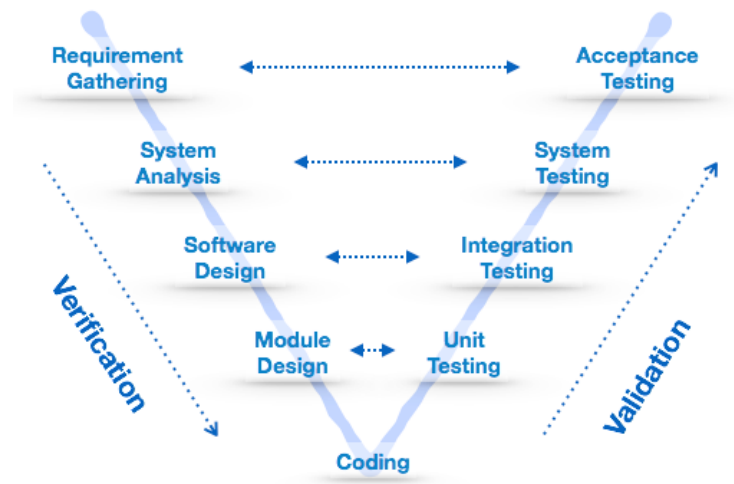 Requirement
Gathering
Acceptance
Testing
System
Analysis
System
Testing
Software
Design
Integration
Testing
Verification
Validation
Module
Design
Unit
Testing
Coding